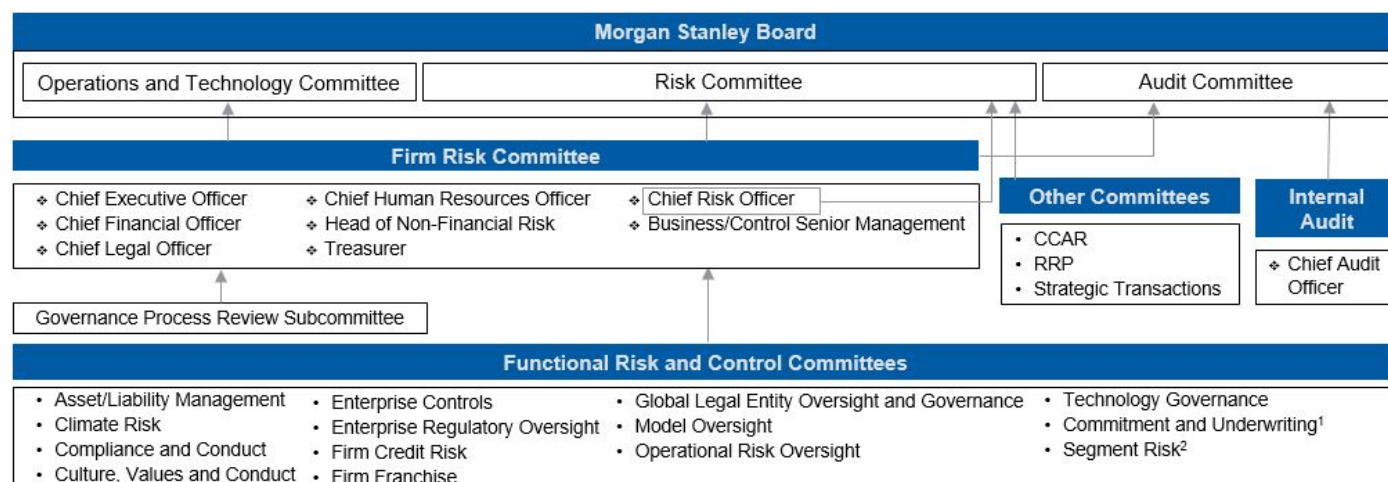 Morgan Stanley Board
Operations and Technology Committee
Risk Committee
Audit Committee
Firm Risk Committee
❖ Chief Executive Officer
❖ Chief Financial Officer
❖ Chief Legal Officer
❖ Chief Human Resources Officer
❖ Head of Non-Financial Risk
❖ Treasurer
❖ Chief Risk Officer
❖ Business/Control Senior Management
Other Committees
• CCAR
• RRP
• Strategic Transactions
Internal
Audit
❖ Chief Audit
Officer
Governance Process Review Subcommittee
Functional Risk and Control Committees
• Asset/Liability Management
• Climate Risk
• Compliance and Conduct
• Culture, Values and Conduct
• Enterprise Controls
• Enterprise Regulatory Oversight
• Firm Credit Risk
• Firm Franchise
• Global Legal Entity Oversight and Governance
• Model Oversight
• Operational Risk Oversight
• Technology Governance
• Commitment and Underwriting¹
• Segment Risk²